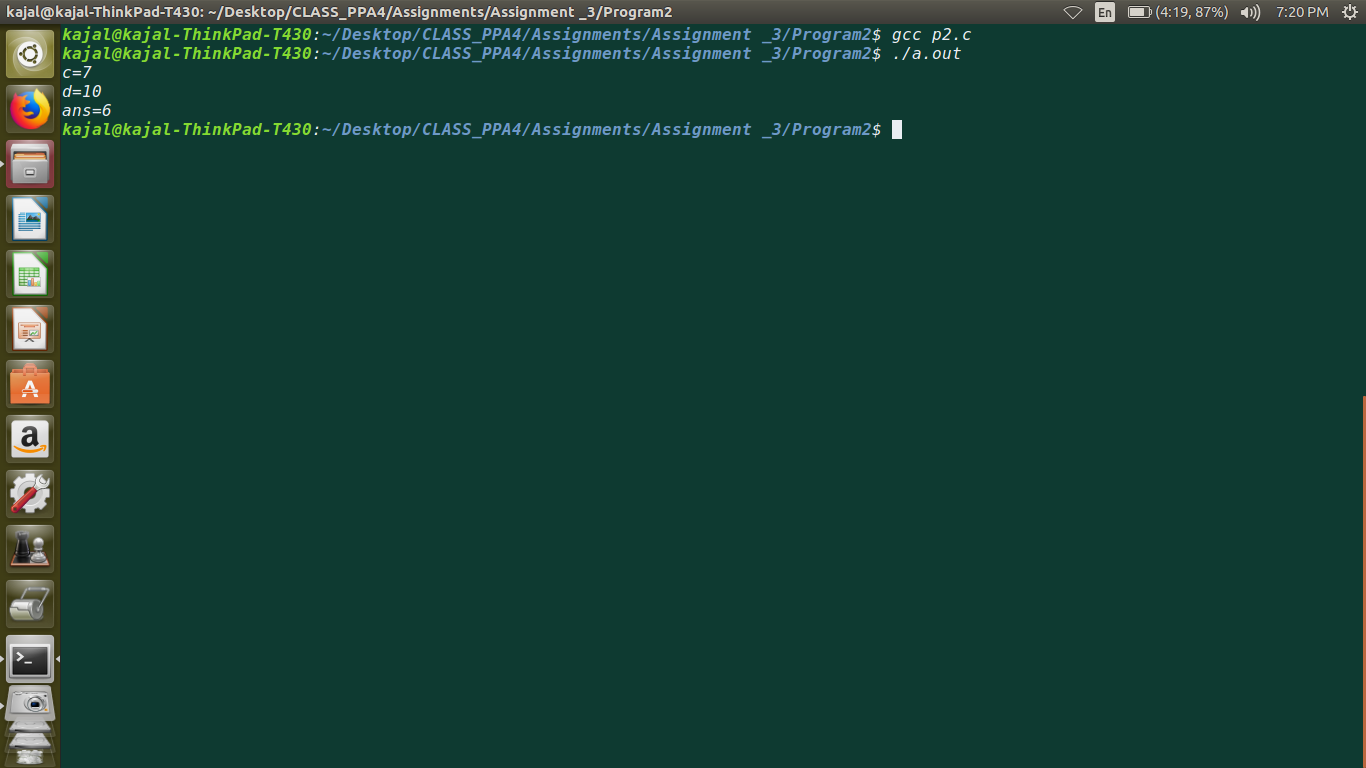 kajal@kajal-ThinkPad-T430: ~/Desktop/CLASS_PPA4/Assignments/Assignment _3/Program2
En (4:19, 87%) 7:20 PM
kajal@kajal-ThinkPad-T430:~/Desktop/CLASS_PPA4/Assignments/Assignment _3/Program2$ gcc p2.c
kajal@kajal-ThinkPad-T430:~/Desktop/CLASS_PPA4/Assignments/Assignment _3/Program2$ ./a.out
c=7
d=10
ans=6
kajal@kajal-ThinkPad-T430:~/Desktop/CLASS_PPA4/Assignments/Assignment _3/Program2$
A
a
>_